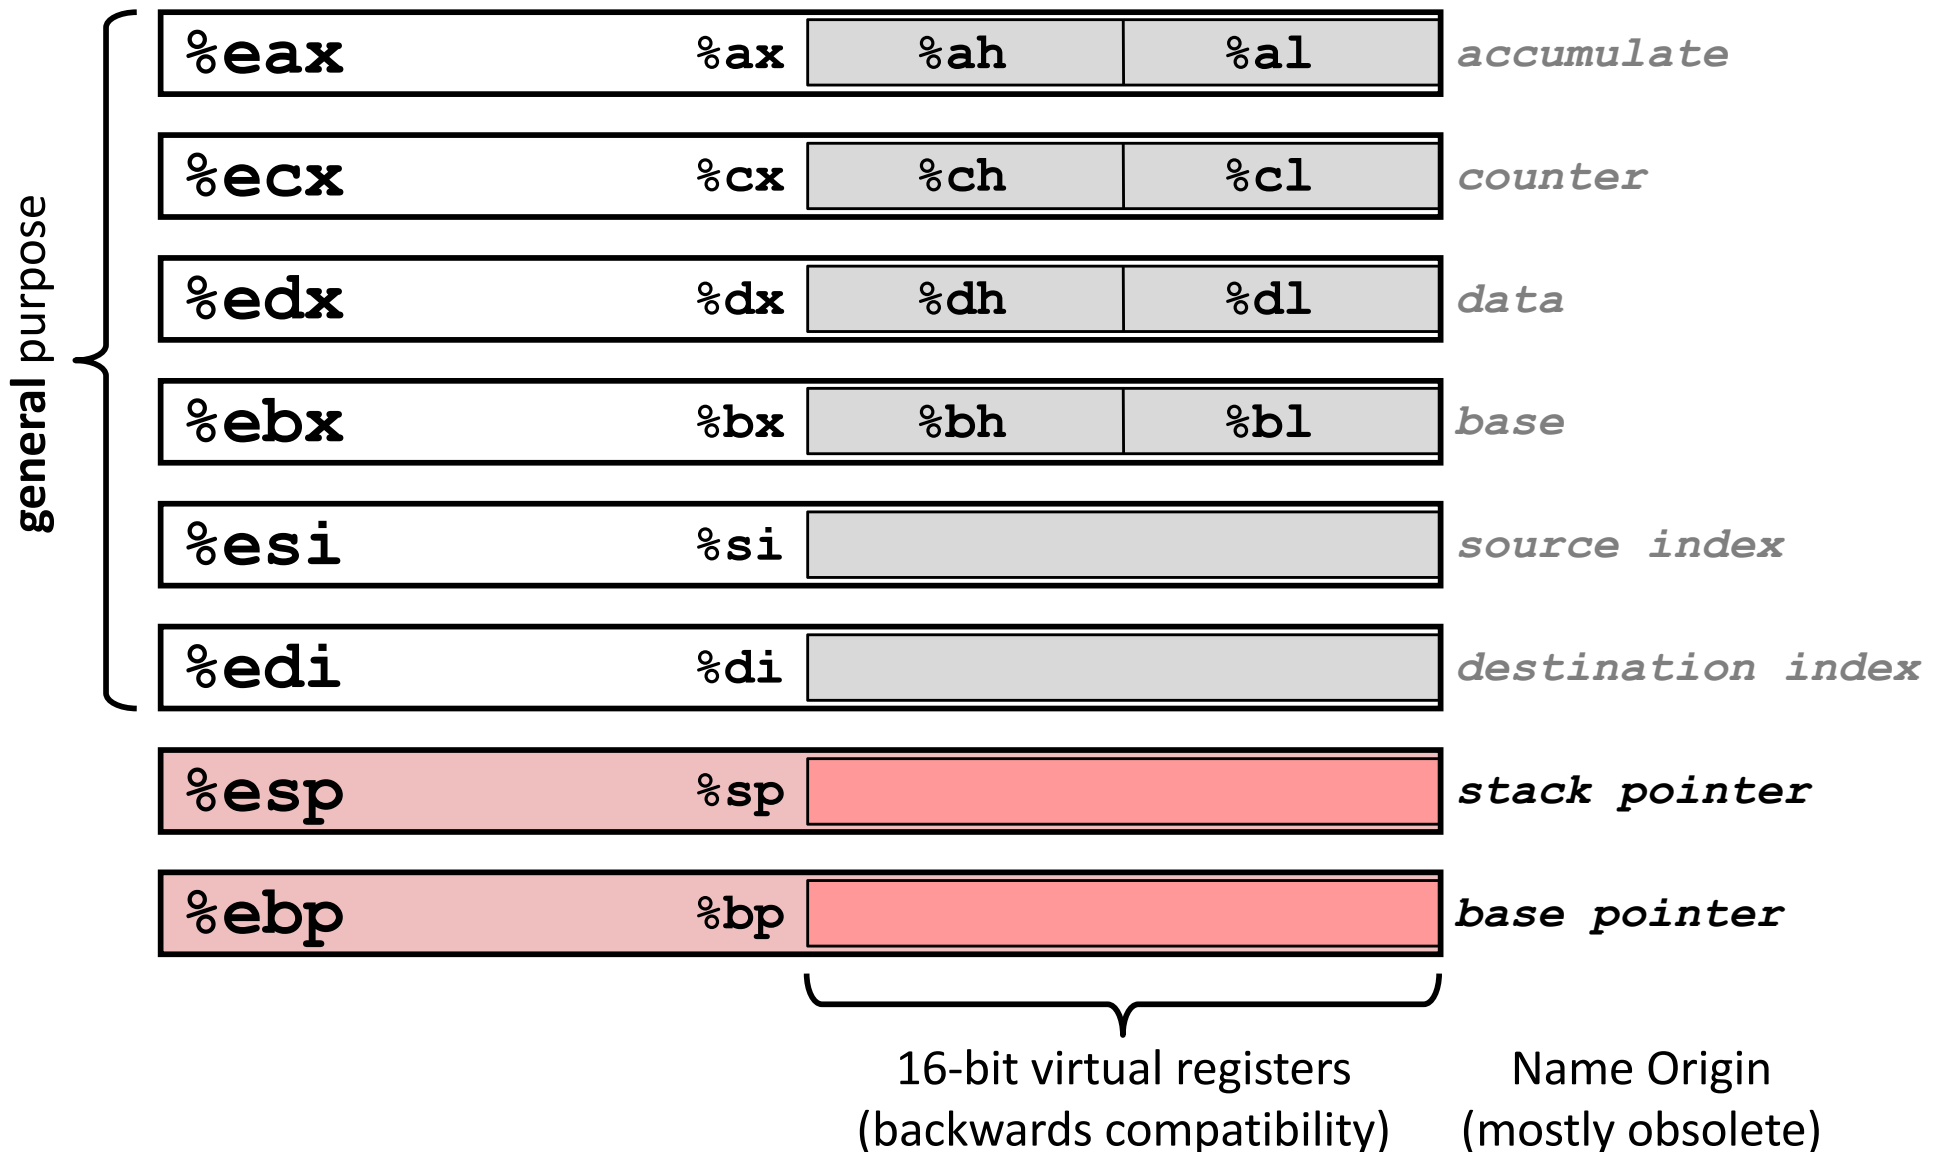 general purpose
%eax %ax %ah %al accumulate
%ecx %cx %ch %cl counter
%edx %dx %dh %dl data
%ebx %bx %bh %bl base
%esi %si source index
%edi %di destination index
%esp %sp stack pointer
%ebp %bp base pointer
16-bit virtual registers Name Origin
(backwards compatibility) (mostly obsolete)